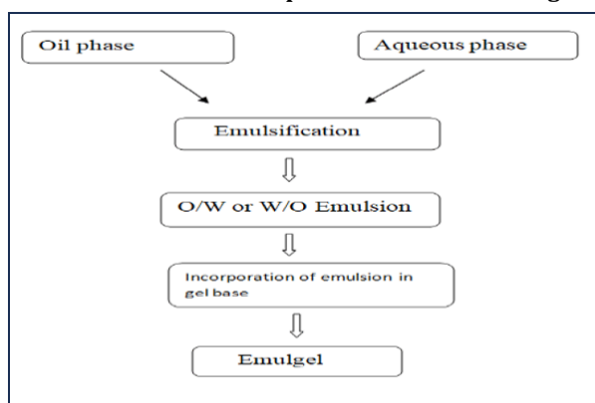 Oil phase
Aqueous phase
Emulsification
O/W or W/O Emulsion
Incorporation of emulsion in
gel base
Emulgel